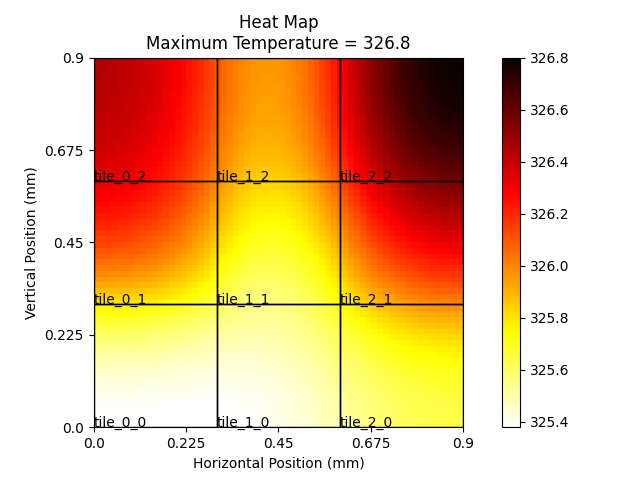 Heat Map
Maximum Temperature = 326.8
0.9
0.675
0.45
0.225
0.0
Vertical Position (mm)
tile_0_2 tile_1_2 tile_2_2
tile_0_1 tile_1_1 tile_2_1
tile_0_0 tile_1_0 tile_2_0
0.0 0.225 0.45 0.675 0.9
Horizontal Position (mm)
326.8
326.6
326.4
326.2
326.0
325.8
325.6
325.4